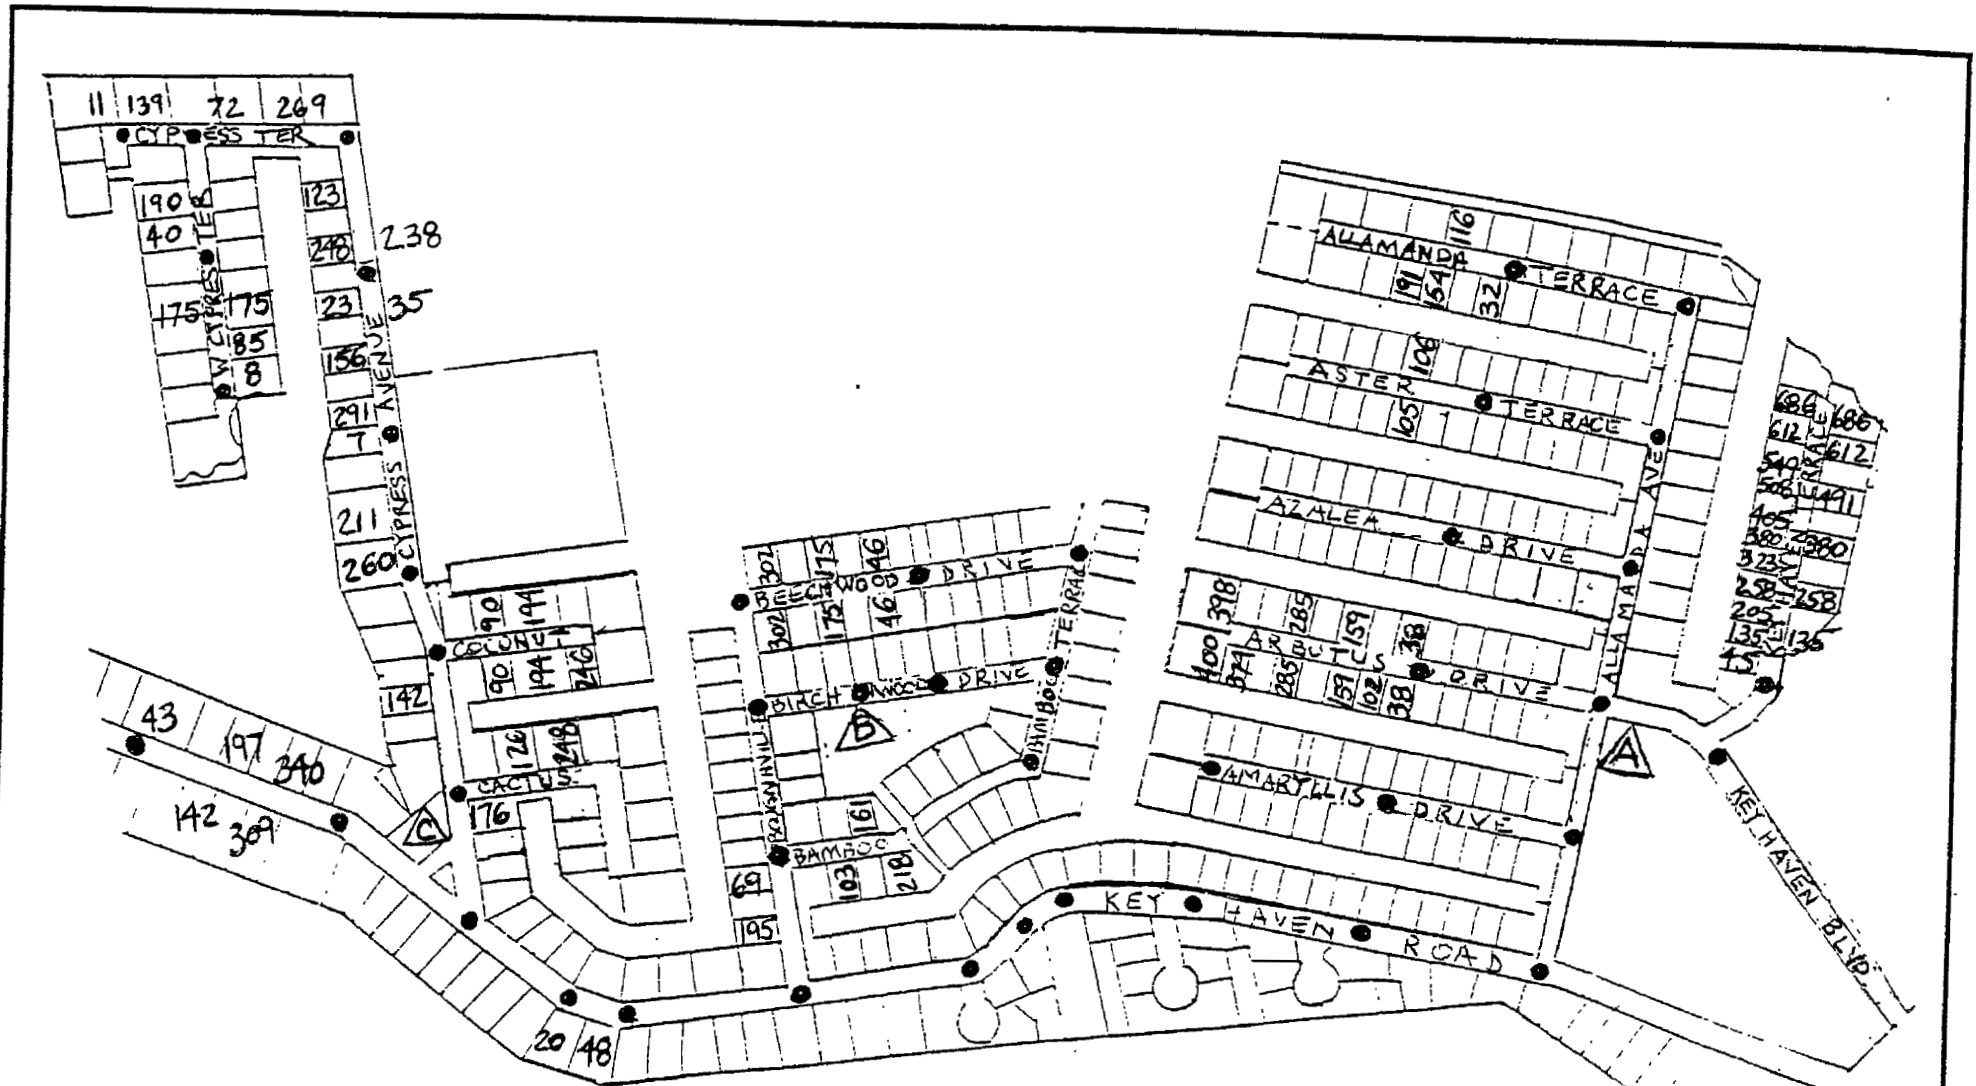 11 139 72 269
CYPRESS TER
190
40
175
W CYPRESS TER
175
85
8
123
248
238
23
35
156
291
7
211
260
142
CYPRESS AVENUE
90 194
COCONUT
90 194 246
126 248
CACTUS
176
C
43 197 340
142 309
20 48
302 175 46
BEECHWOOD DRIVE
302 175 46
BIRCHWOOD DRIVE
B
BAMBOO TERRACE
161
BAMBOO
103 218
69
195
116
ALLAMANDA TERRACE
191 154 32
106
ASTER TERRACE
105
AZALEA DRIVE
398 285 159 38
ARBUTUS DRIVE
400 374 285 159 102 38
AMARYLLIS DRIVE
ALLAMANDA AVE
A
KEY HAVEN ROAD
KEY HAVEN BLVD.
686 686
612 612
540
508 491
405
380 380
323
258 258
205
135 135
TERRACE